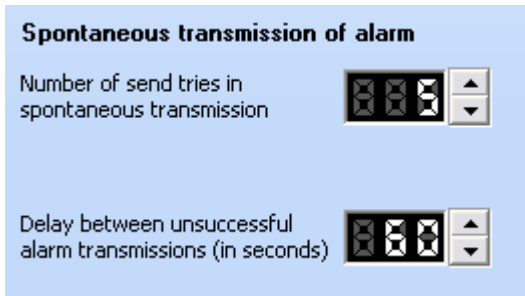 Spontaneous transmission of alarm
Number of send tries in
spontaneous transmission
5
Delay between unsuccessful
alarm transmissions (in seconds)
60